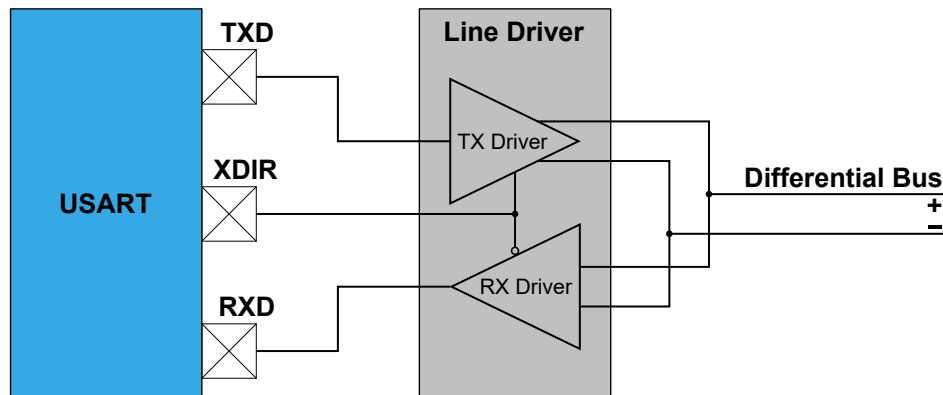 TXD
Line Driver
TX Driver
XDIR
USART
Differential Bus
+
−
RX Driver
RXD